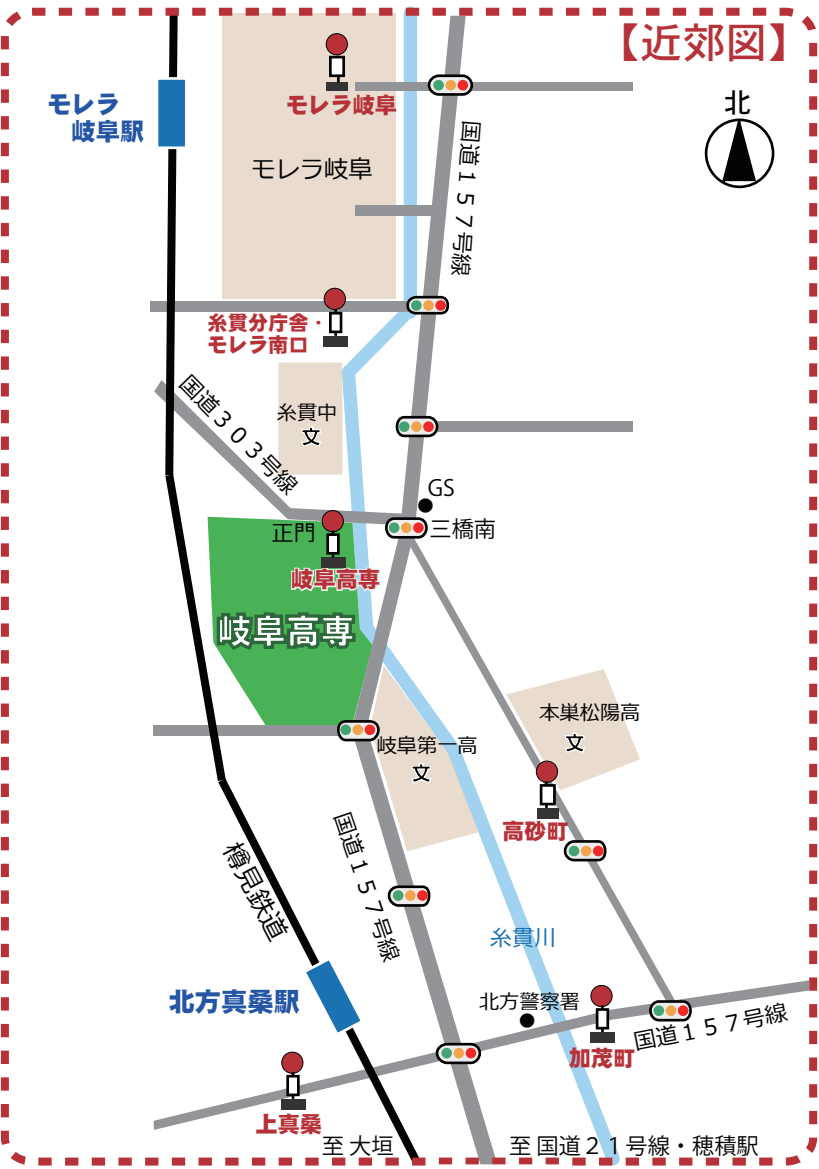 【近郊図】
北
モレラ
岐阜駅
モレラ岐阜
モレラ岐阜
国道１５７号線
糸貫分庁舎・
モレラ南口
国道３０３号線
糸貫中
文
GS
三橋南
正門
岐阜高専
岐阜高専
本巣松陽高
文
岐阜第一高
文
高砂町
国道１５７号線
樽見鉄道
糸貫川
北方真桑駅
北方警察署
国道１５７号線
加茂町
上真桑
至 大垣
至 国道２１号線・穂積駅